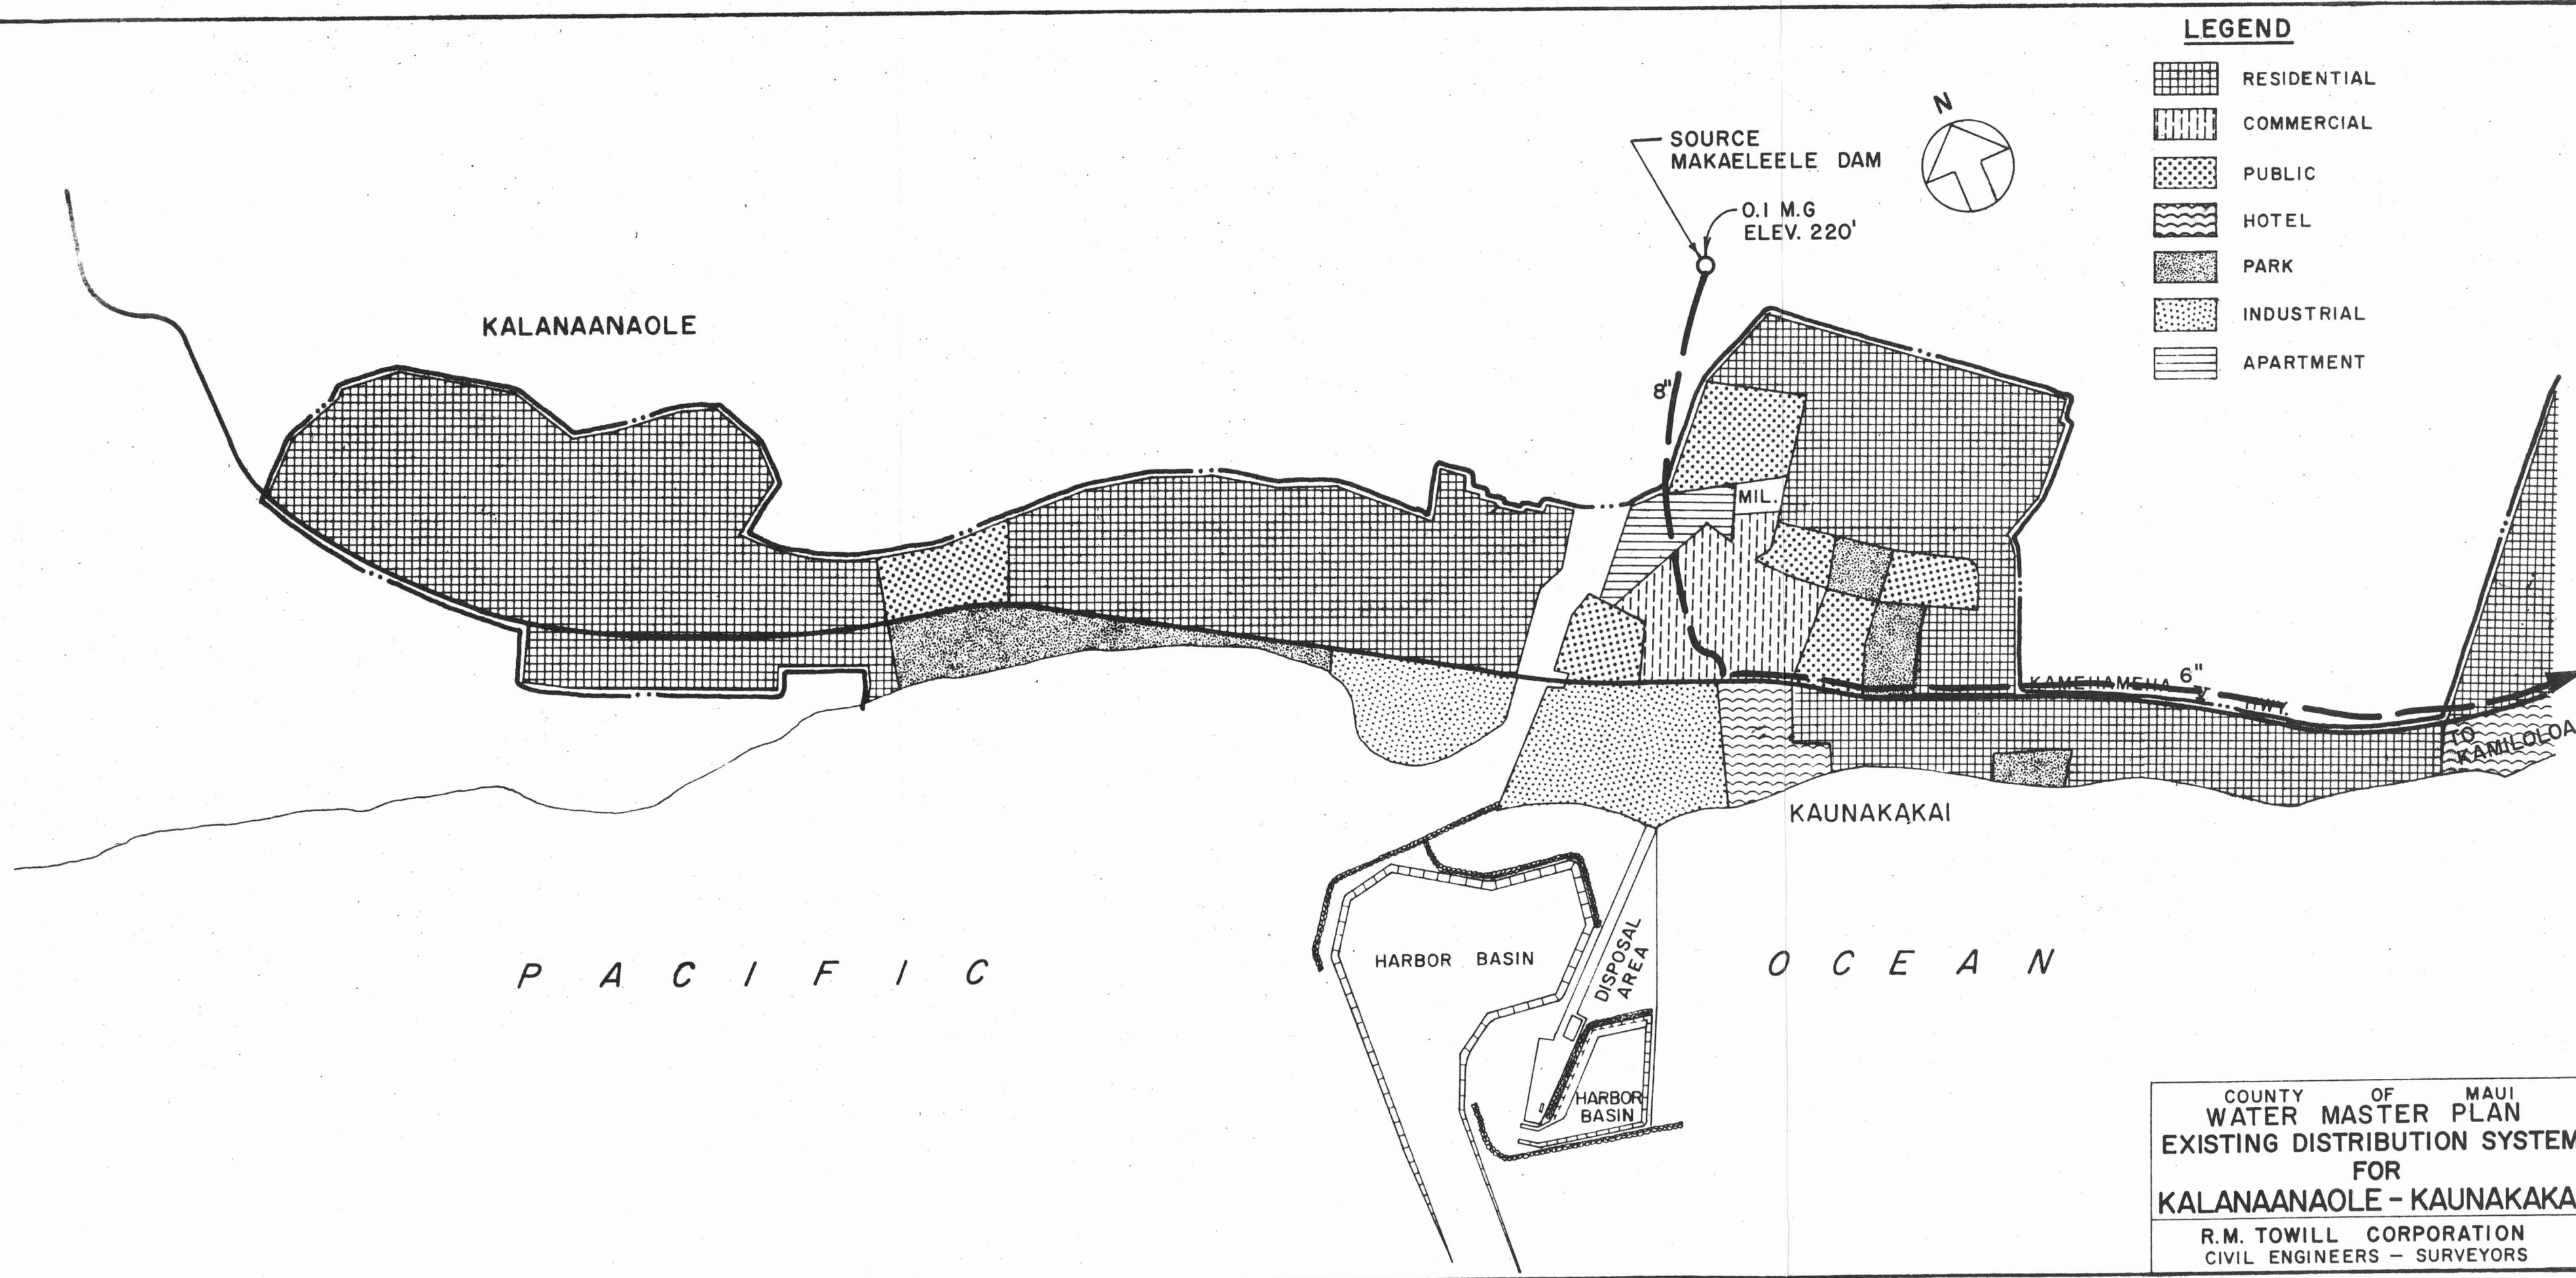 LEGEND
RESIDENTIAL
COMMERCIAL
PUBLIC
HOTEL
PARK
INDUSTRIAL
APARTMENT
N
SOURCE
MAKAELEELE DAM
0.1 M.G
ELEV. 220'
KALANAANAOLE
8"
MIL.
KAMEHAMEHA
6"
HWY.
TO
KAMILOLOA
KAUNAKAKAI
HARBOR BASIN
DISPOSAL
AREA
HARBOR
BASIN
PACIFIC OCEAN
COUNTY OF MAUI
WATER MASTER PLAN
EXISTING DISTRIBUTION SYSTEM
FOR
KALANAANAOLE - KAUNAKAKA
R.M. TOWILL CORPORATION
CIVIL ENGINEERS - SURVEYORS